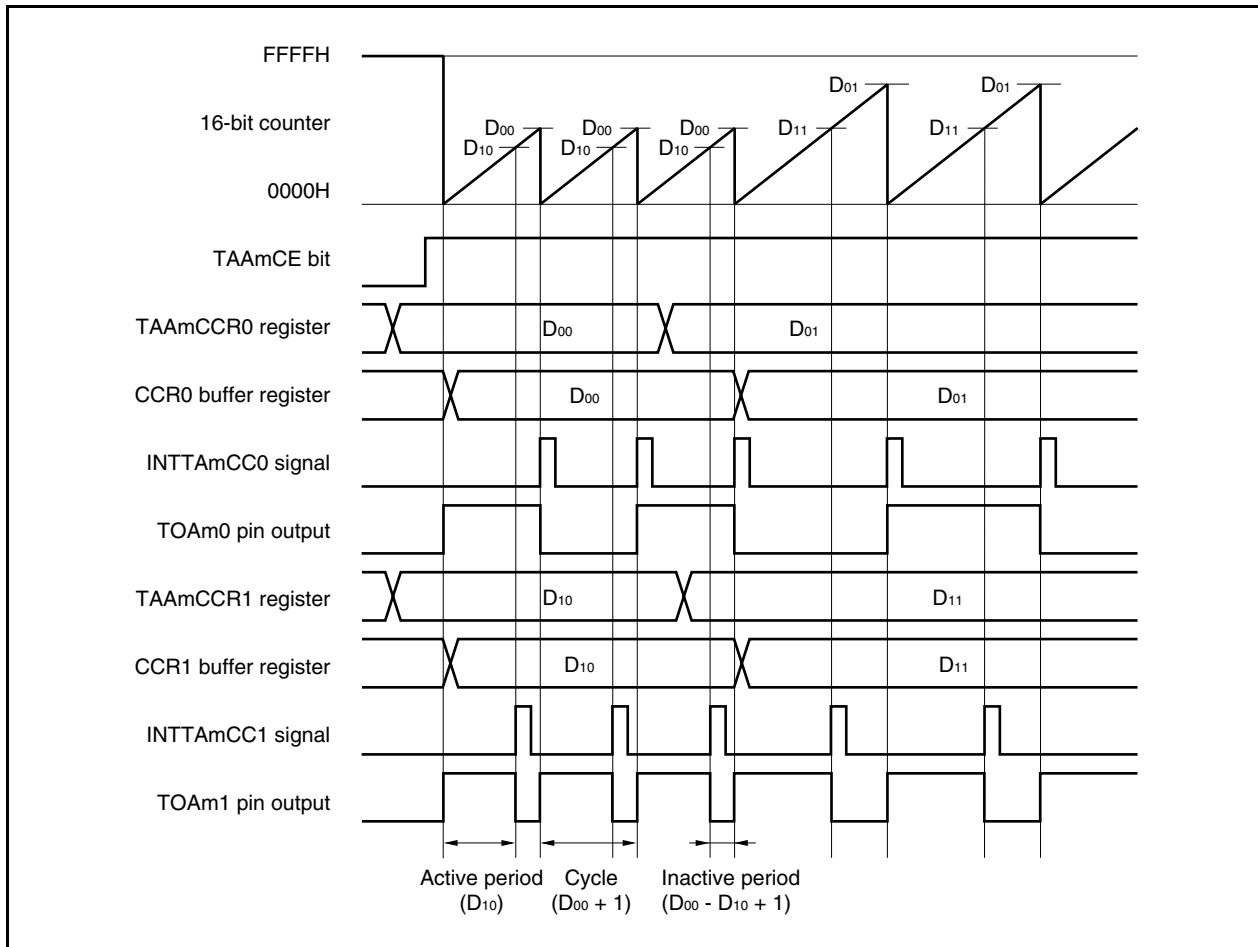 FFFFH
16-bit counter
0000H
D00 D00 D00 D01 D01
D10 D10 D10 D11 D11
TAAmCE bit
TAAmCCR0 register D00 D01
CCR0 buffer register D00 D01
INTTAmCC0 signal
TOAm0 pin output
TAAmCCR1 register D10 D11
CCR1 buffer register D10 D11
INTTAmCC1 signal
TOAm1 pin output
Active period Cycle Inactive period
(D10) (D00 + 1) (D00 - D10 + 1)